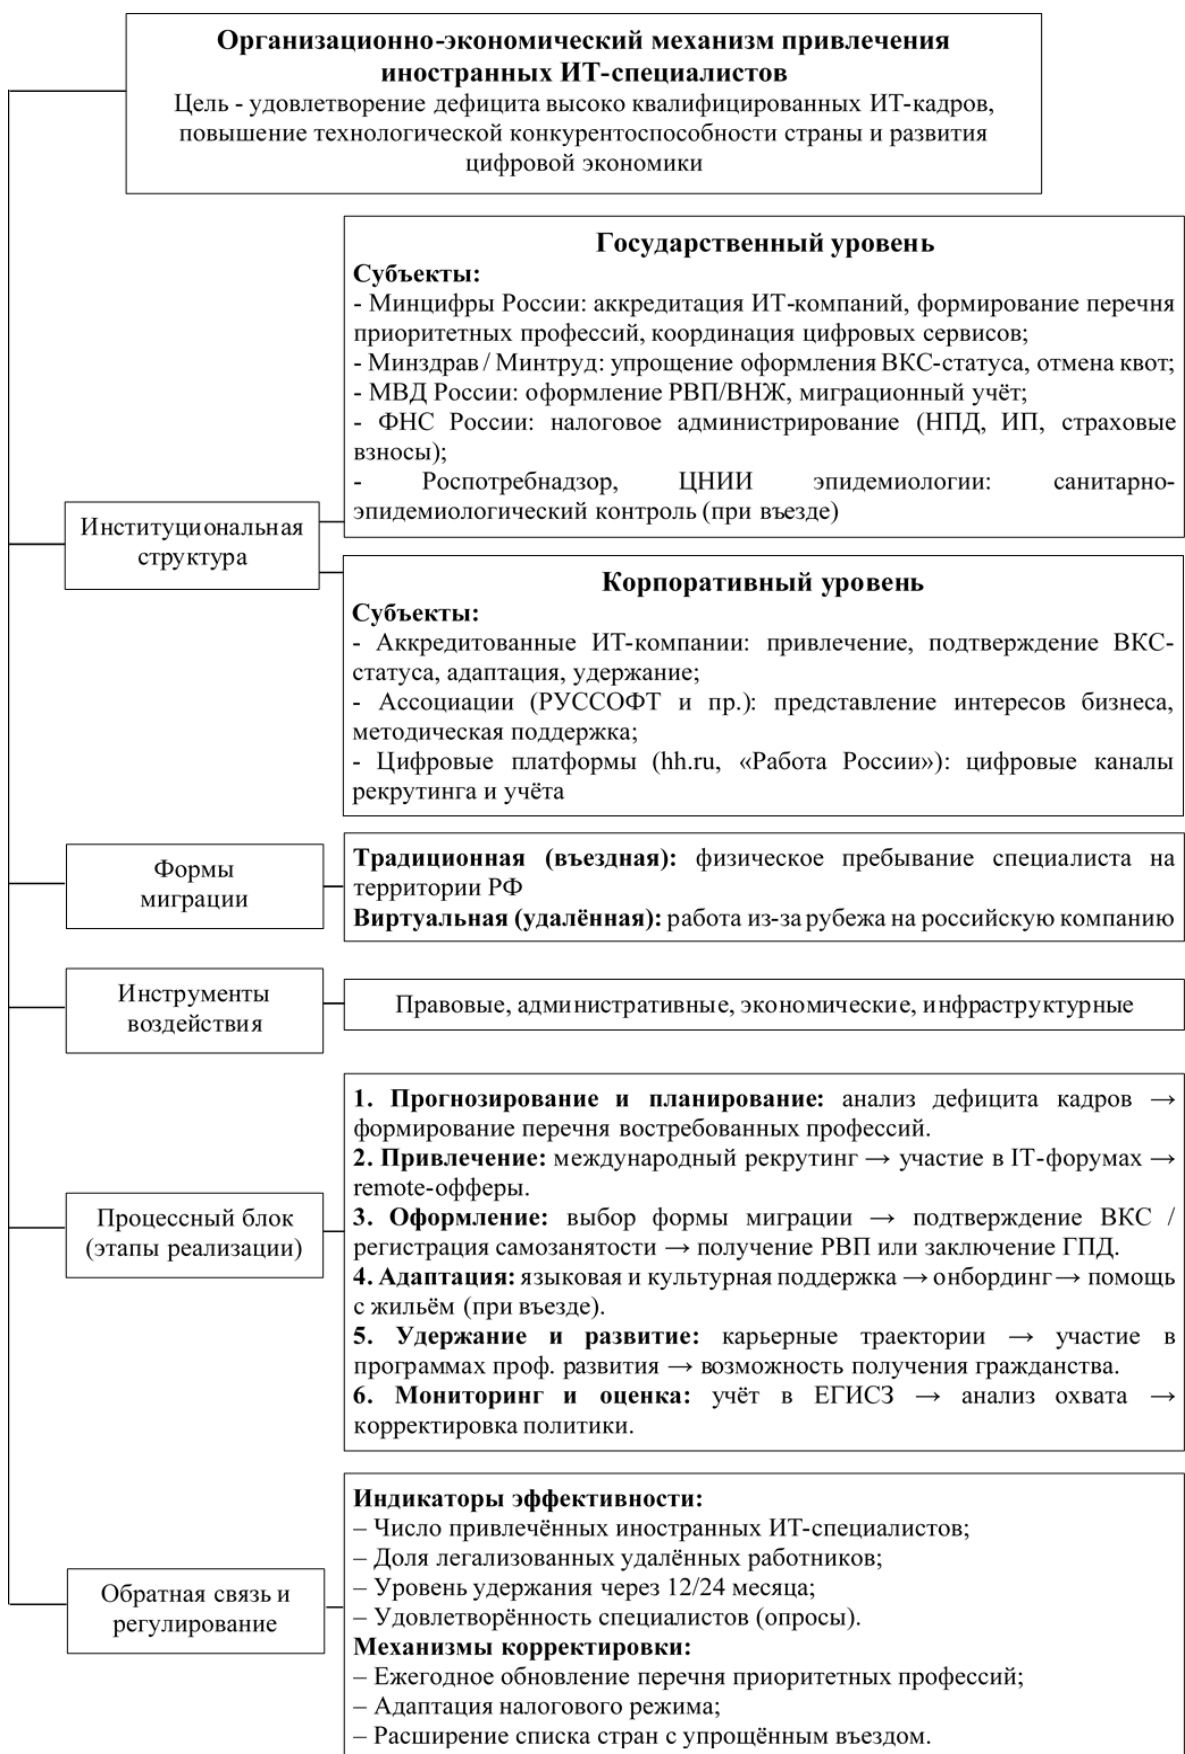 Организационно-экономический механизм привлечения
иностранных ИТ-специалистов
Цель - удовлетворение дефицита высоко квалифицированных ИТ-кадров,
повышение технологической конкурентоспособности страны и развития
цифровой экономики
Институциональная
структура
Государственный уровень
Субъекты:
- Минцифры России: аккредитация ИТ-компаний, формирование перечня
приоритетных профессий, координация цифровых сервисов;
- Минздрав / Минтруд: упрощение оформления ВКС-статуса, отмена квот;
- МВД России: оформление РВП/ВНЖ, миграционный учёт;
- ФНС России: налоговое администрирование (НПД, ИП, страховые
взносы);
- Роспотребнадзор, ЦНИИ эпидемиологии: санитарно-
эпидемиологический контроль (при въезде)
Корпоративный уровень
Субъекты:
- Аккредитованные ИТ-компании: привлечение, подтверждение ВКС-
статуса, адаптация, удержание;
- Ассоциации (РУССОФТ и пр.): представление интересов бизнеса,
методическая поддержка;
- Цифровые платформы (hh.ru, «Работа России»): цифровые каналы
рекрутинга и учёта
Формы
миграции
Традиционная (въездная): физическое пребывание специалиста на
территории РФ
Виртуальная (удалённая): работа из-за рубежа на российскую компанию
Инструменты
воздействия
Правовые, административные, экономические, инфраструктурные
Процессный блок
(этапы реализации)
1. Прогнозирование и планирование: анализ дефицита кадров →
формирование перечня востребованных профессий.
2. Привлечение: международный рекрутинг → участие в IT-форумах →
remote-офферы.
3. Оформление: выбор формы миграции → подтверждение ВКС /
регистрация самозанятости → получение РВП или заключение ГПД.
4. Адаптация: языковая и культурная поддержка → онбординг → помощь
с жильём (при въезде).
5. Удержание и развитие: карьерные траектории → участие в
программах проф. развития → возможность получения гражданства.
6. Мониторинг и оценка: учёт в ЕГИСЗ → анализ охвата →
корректировка политики.
Обратная связь и
регулирование
Индикаторы эффективности:
– Число привлечённых иностранных ИТ-специалистов;
– Доля легализованных удалённых работников;
– Уровень удержания через 12/24 месяца;
– Удовлетворённость специалистов (опросы).
Механизмы корректировки:
– Ежегодное обновление перечня приоритетных профессий;
– Адаптация налогового режима;
– Расширение списка стран с упрощённым въездом.